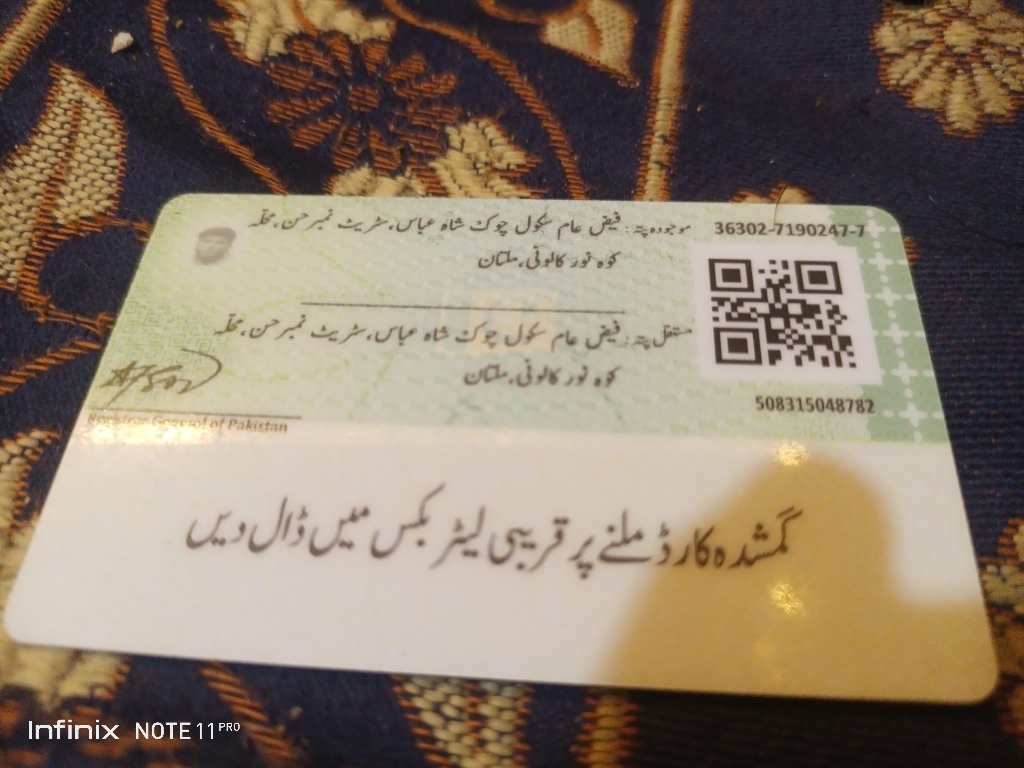 36302-7190247-7
موجودہ پتہ: فیض عام سکول چوک شاہ عباس، سٹریٹ نمبر حسن، محلہ
کوہ نور کالونی، ملتان
مستقل پتہ: فیض عام سکول چوک شاہ عباس، سٹریٹ نمبر حسن، محلہ
کوہ نور کالونی، ملتان
508315048782
Registrar General of Pakistan
گمشدہ کارڈ ملنے پر قریبی لیٹر بکس میں ڈال دیں
Infinix NOTE 11 PRO